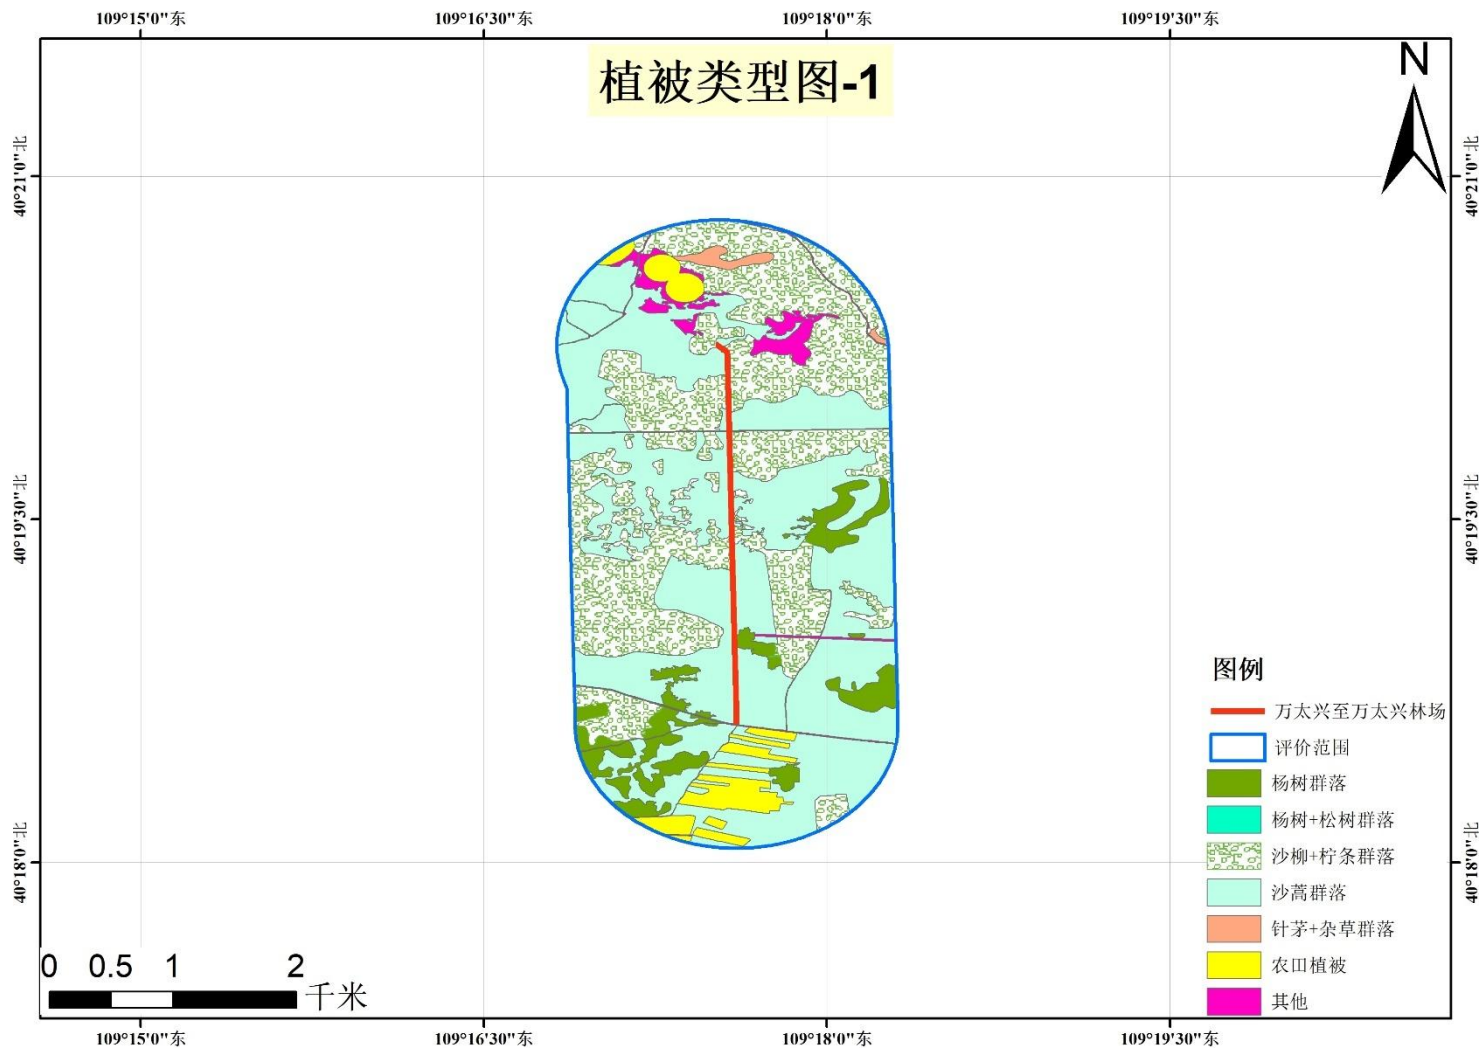 109°15'0"东
109°16'30"东
109°18'0"东
109°19'30"东
植被类型图-1
N
40°21'0"北
40°21'0"北
40°19'30"北
40°19'30"北
40°18'0"北
40°18'0"北
图例
万太兴至万太兴林场
评价范围
杨树群落
杨树+松树群落
沙柳+柠条群落
沙蒿群落
针茅+杂草群落
农田植被
其他
0 0.5 1 2
千米
109°15'0"东
109°16'30"东
109°18'0"东
109°19'30"东